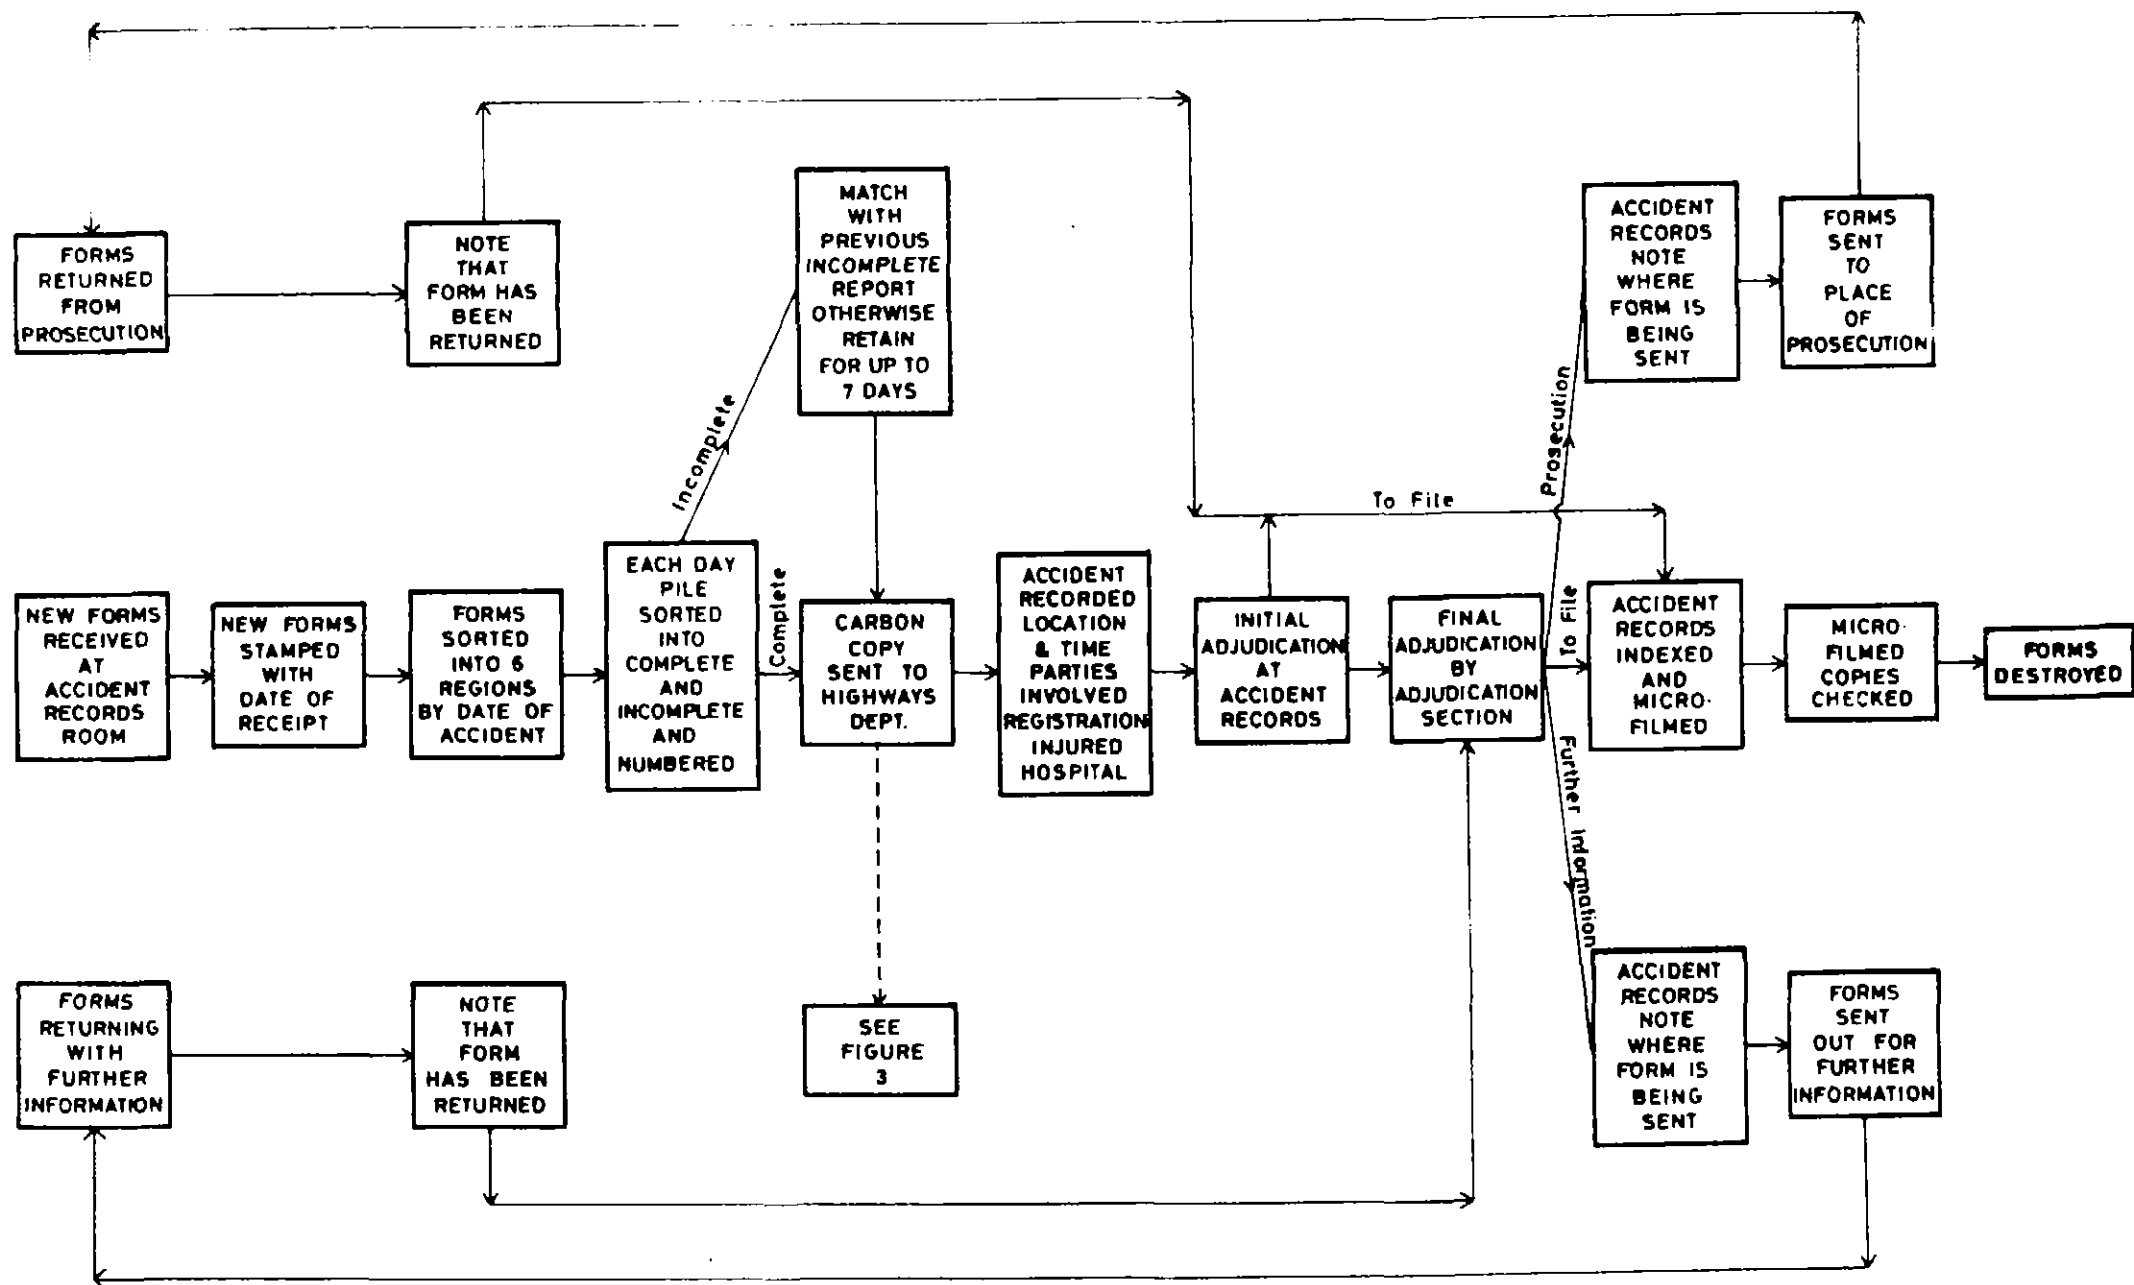 FORMS
RETURNED
FROM
PROSECUTION
NOTE
THAT
FORM HAS
BEEN
RETURNED
MATCH
WITH
PREVIOUS
INCOMPLETE
REPORT
OTHERWISE
RETAIN
FOR UP TO
7 DAYS
ACCIDENT
RECORDS
NOTE
WHERE
FORM IS
BEING
SENT
FORMS
SENT
TO
PLACE
OF
PROSECUTION
Incomplete
Prosecution
To File
NEW FORMS
RECEIVED
AT
ACCIDENT
RECORDS
ROOM
NEW FORMS
STAMPED
WITH
DATE OF
RECEIPT
FORMS
SORTED
INTO 6
REGIONS
BY DATE OF
ACCIDENT
EACH DAY
PILE
SORTED
INTO
COMPLETE
AND
INCOMPLETE
AND
NUMBERED
Complete
CARBON
COPY
SENT TO
HIGHWAYS
DEPT.
ACCIDENT
RECORDED
LOCATION
& TIME
PARTIES
INVOLVED
REGISTRATION
INJURED
HOSPITAL
INITIAL
ADJUDICATION
AT
ACCIDENT
RECORDS
FINAL
ADJUDICATION
BY
ADJUDICATION
SECTION
To File
ACCIDENT
RECORDS
INDEXED
AND
MICRO-
FILMED
MICRO-
FILMED
COPIES
CHECKED
FORMS
DESTROYED
Further Information
FORMS
RETURNING
WITH
FURTHER
INFORMATION
NOTE
THAT
FORM
HAS BEEN
RETURNED
SEE
FIGURE
3
ACCIDENT
RECORDS
NOTE
WHERE
FORM IS
BEING
SENT
FORMS
SENT
OUT FOR
FURTHER
INFORMATION